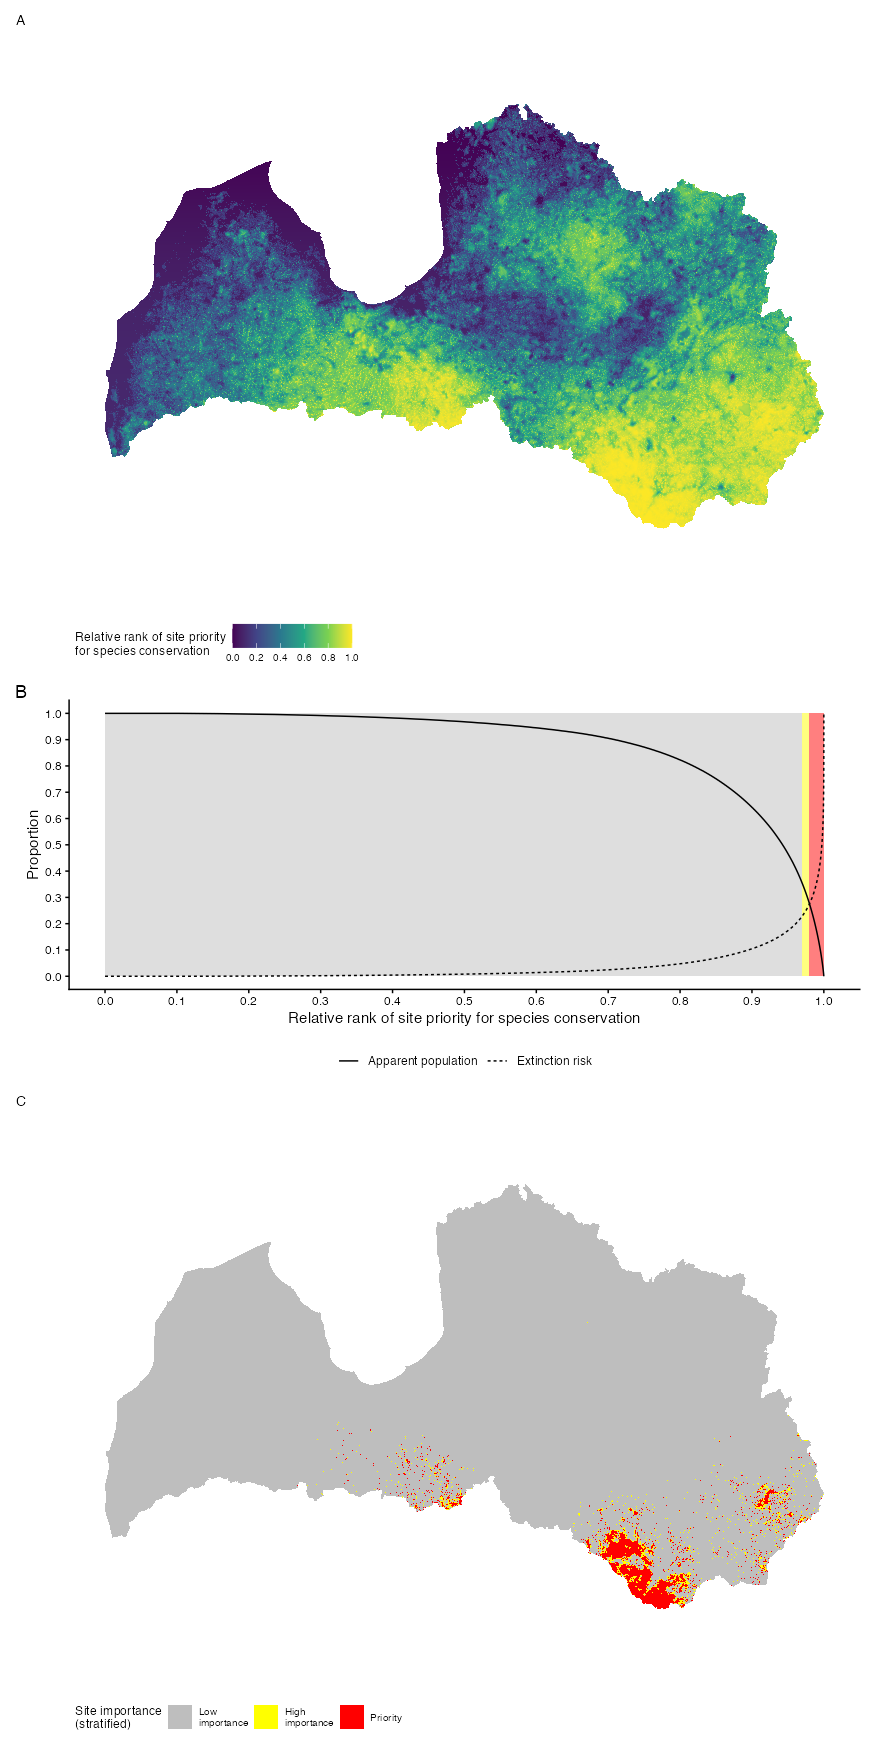 A
Relative rank of site priority
for species conservation
0.0 0.2 0.4 0.6 0.8 1.0
B
Proportion
1.0
0.9
0.8
0.7
0.6
0.5
0.4
0.3
0.2
0.1
0.0
0.0 0.1 0.2 0.3 0.4 0.5 0.6 0.7 0.8 0.9 1.0
Relative rank of site priority for species conservation
Apparent population Extinction risk
C
Site importance
(stratified)
Low
importance
High
importance
Priority